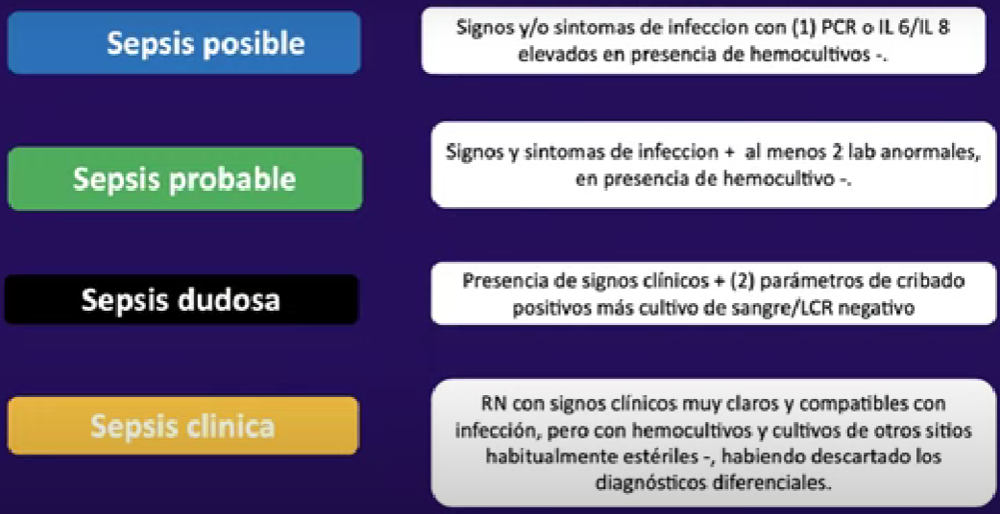 Sepsis posible
Signos y/o sintomas de infeccion con (1) PCR o IL 6/IL 8
elevados en presencia de hemocultivos -.
Sepsis probable
Signos y sintomas de infeccion + al menos 2 lab anormales,
en presencia de hemocultivo -.
Sepsis dudosa
Presencia de signos clínicos + (2) parámetros de cribado
positivos más cultivo de sangre/LCR negativo
Sepsis clinica
RN con signos clínicos muy claros y compatibles con
infección, pero con hemocultivos y cultivos de otros sitios
habitualmente estériles -, habiendo descartado los
diagnósticos diferenciales.